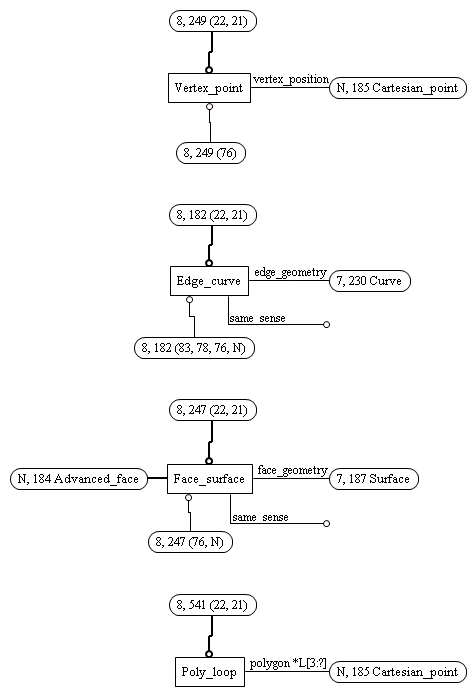 8, 249 (22, 21)
Vertex_point
vertex_position
N, 185 Cartesian_point
8, 249 (76)
8, 182 (22, 21)
Edge_curve
edge_geometry
7, 230 Curve
same_sense
8, 182 (83, 78, 76, N)
8, 247 (22, 21)
N, 184 Advanced_face
Face_surface
face_geometry
7, 187 Surface
same_sense
8, 247 (76, N)
8, 541 (22, 21)
Poly_loop
polygon *L[3:?]
N, 185 Cartesian_point